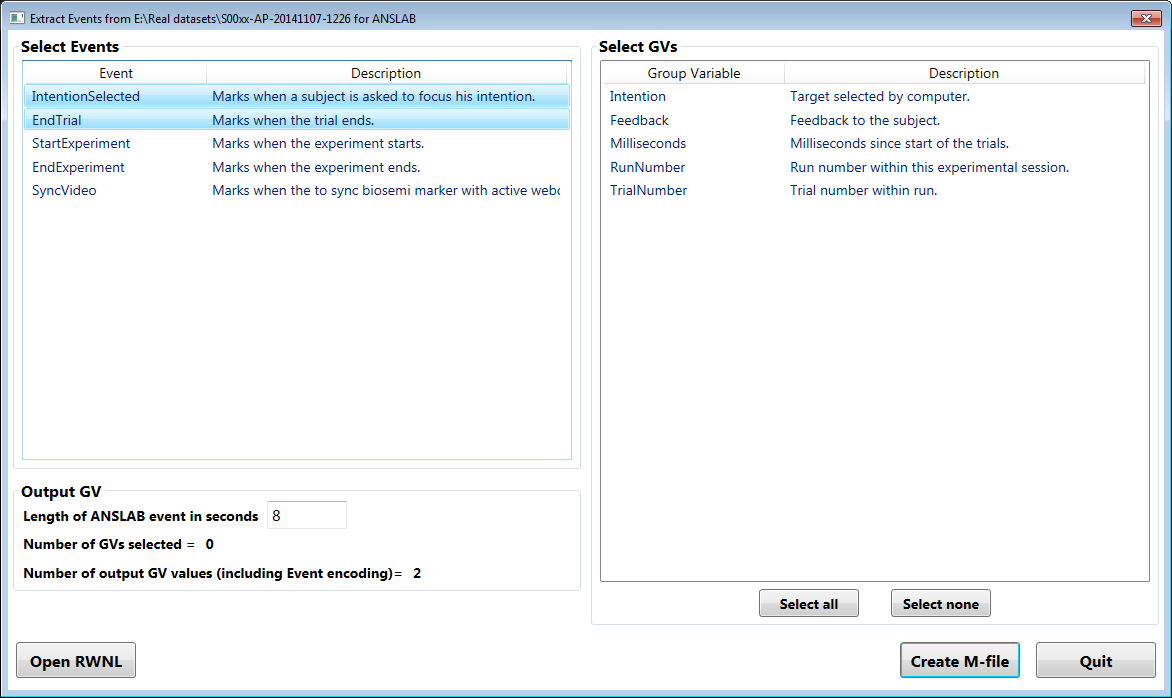 Extract Events from E:\Real datasets\S00xx-AP-20141107-1226 for ANSLAB
Select Events
Event Description
IntentionSelected Marks when a subject is asked to focus his intention.
EndTrial Marks when the trial ends.
StartExperiment Marks when the experiment starts.
EndExperiment Marks when the experiment ends.
SyncVideo Marks when the to sync biosemi marker with active webc
Output GV
Length of ANSLAB event in seconds 8
Number of GVs selected = 0
Number of output GV values (including Event encoding)= 2
Open RWNL
Select GVs
Group Variable Description
Intention Target selected by computer.
Feedback Feedback to the subject.
Milliseconds Milliseconds since start of the trials.
RunNumber Run number within this experimental session.
TrialNumber Trial number within run.
Select all Select none
Create M-file Quit